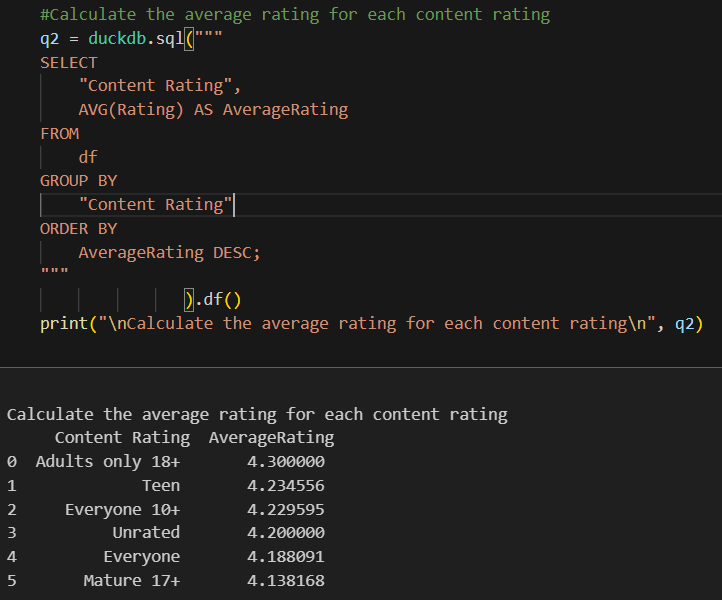 #Calculate the average rating for each content rating
q2 = duckdb.sql("""
SELECT
    "Content Rating",
    AVG(Rating) AS AverageRating
FROM
    df
GROUP BY
    "Content Rating"
ORDER BY
    AverageRating DESC;
"""
               ).df()
print("\nCalculate the average rating for each content rating\n", q2)
Calculate the average rating for each content rating
     Content Rating  AverageRating
0  Adults only 18+       4.300000
1             Teen       4.234556
2     Everyone 10+       4.229595
3          Unrated       4.200000
4         Everyone       4.188091
5       Mature 17+       4.138168